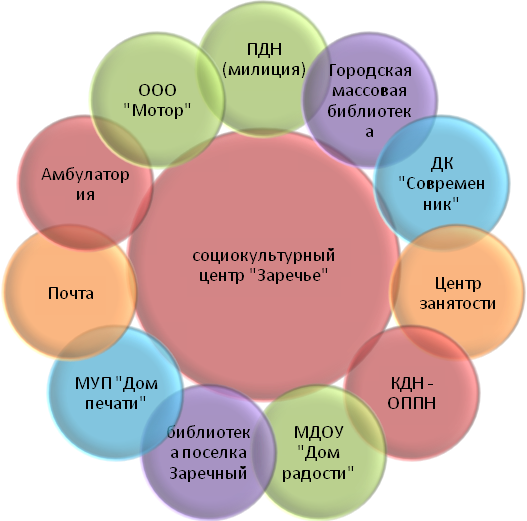 ПДН
(милиция)
Городская
массовая
библиотек
а
ДК
"Современ
ник"
Центр
занятости
КДН -
ОППН
МДОУ
"Дом
радости"
библиотек
а поселка
Заречный
МУП "Дом
печати"
Почта
Амбулатор
ия
ООО
"Мотор"
социокультурный
центр "Заречье"